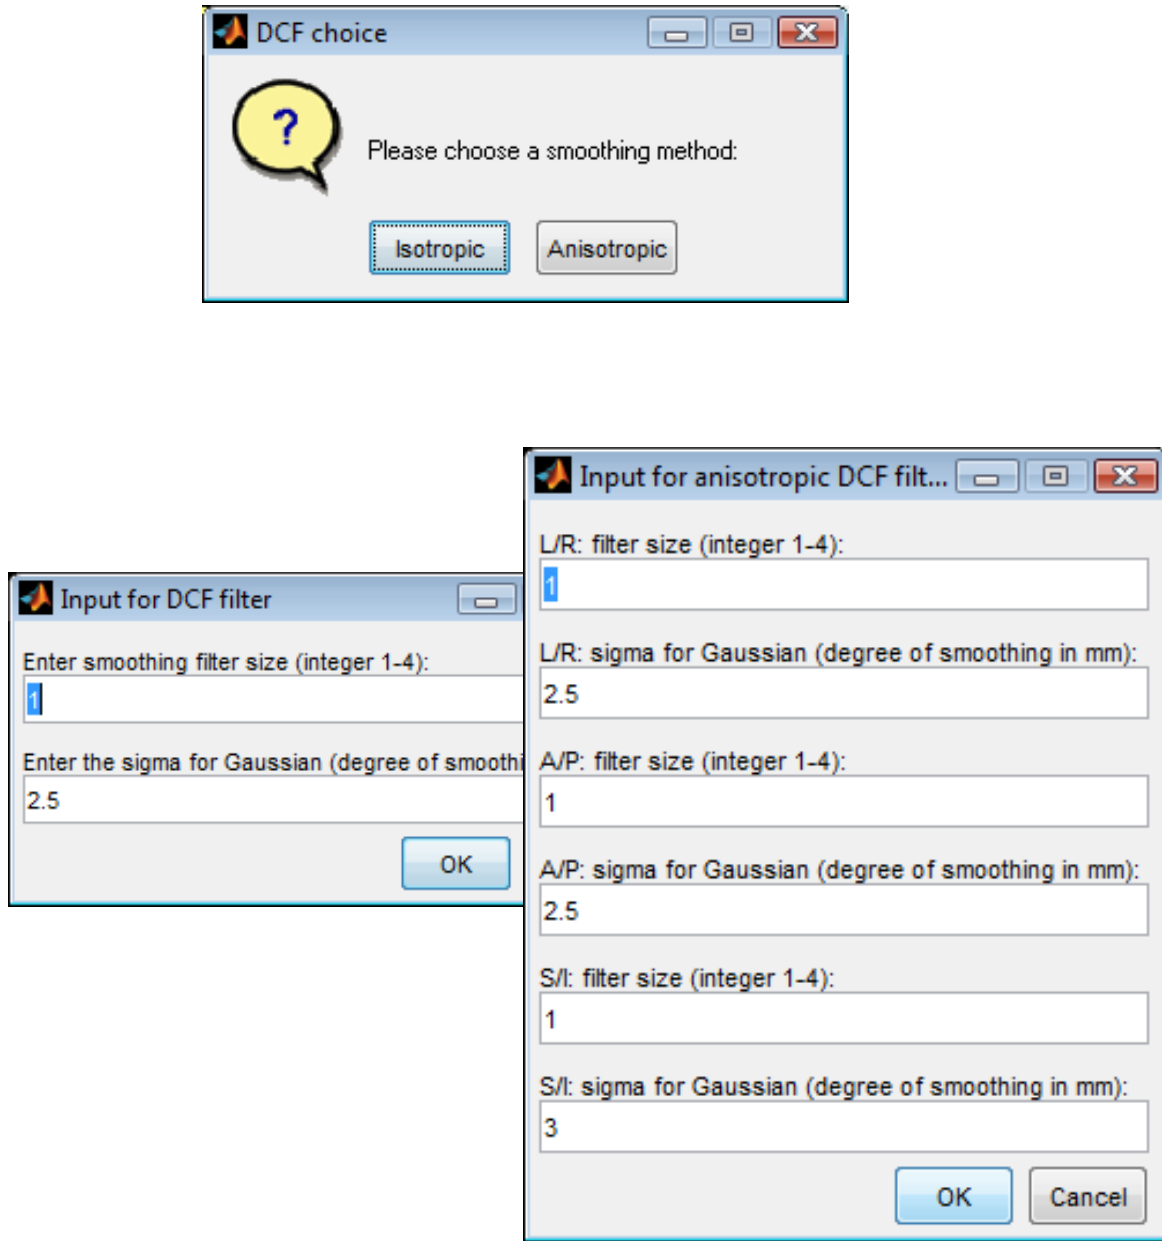 DCF choice
?
Please choose a smoothing method:
Isotropic Anisotropic
Input for DCF filter
Enter smoothing filter size (integer 1-4):
1
Enter the sigma for Gaussian (degree of smoothi
2.5
OK
Input for anisotropic DCF filt...
L/R: filter size (integer 1-4):
1
L/R: sigma for Gaussian (degree of smoothing in mm):
2.5
A/P: filter size (integer 1-4):
1
A/P: sigma for Gaussian (degree of smoothing in mm):
2.5
S/I: filter size (integer 1-4):
1
S/I: sigma for Gaussian (degree of smoothing in mm):
3
OK Cancel